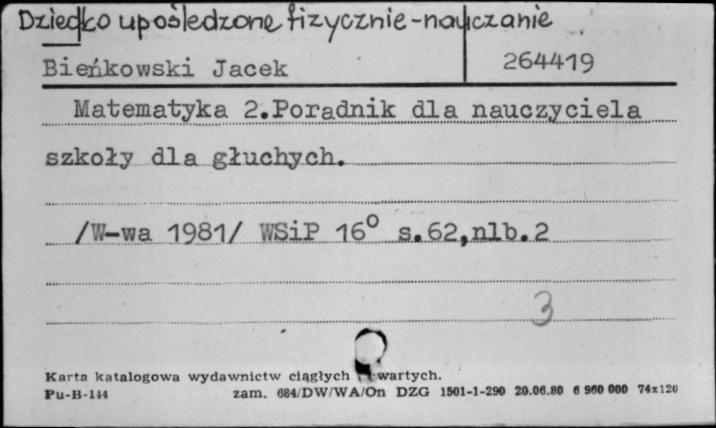 Dziecko upośledzone fizycznie-nauczanie
Bieńkowski Jacek 264419
Matematyka 2.Poradnik dla nauczyciela
szkoły dla głuchych.
/W-wa 1981/ WSiP 16° s.62,nlb.2
3
Karta katalogowa wydawnictw ciągłych wartych.
Pu-B-144 zam. 684/DW/WA/On DZG 1501-1-290 20.06.80 6 960 000 74x120